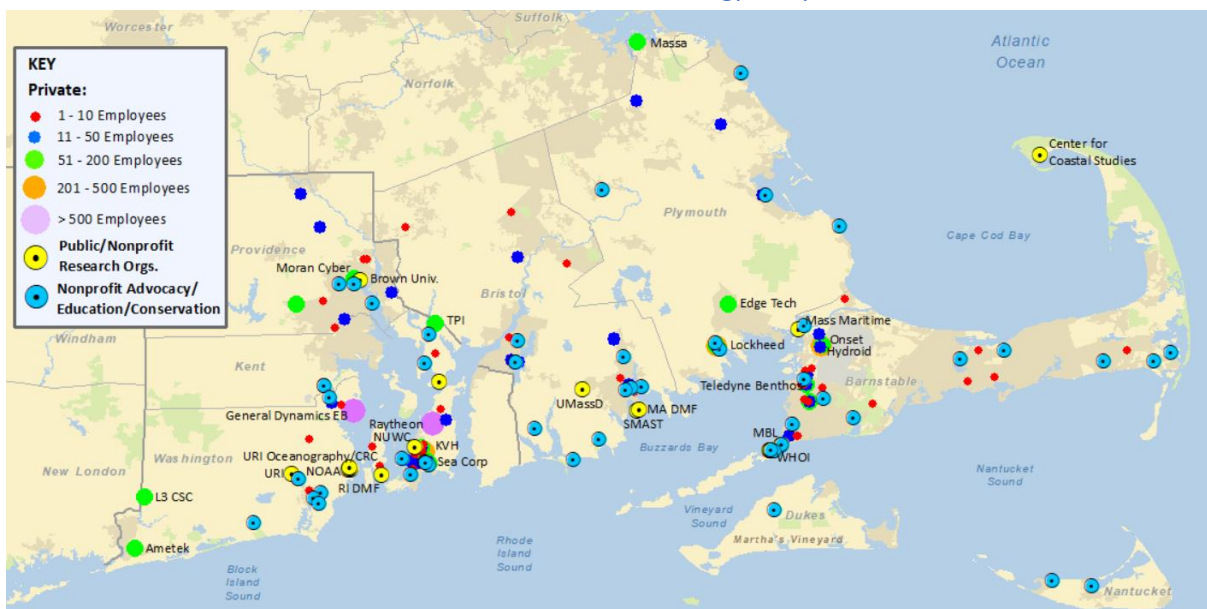 Worcester
Suffolk
Massa
Atlantic
Ocean
Norfolk
KEY
Private:
1 - 10 Employees
11 - 50 Employees
51 - 200 Employees
201 - 500 Employees
> 500 Employees
Public/Nonprofit
Research Orgs.
Nonprofit Advocacy/
Education/Conservation
Center for
Coastal Studies
Plymouth
Cape Cod Bay
Providence
Moran Cyber
Brown Univ.
Bristol
TPI
Edge Tech
Mass Maritime
Windham
Lockheed
Onset
Hydroid
Kent
Teledyne Benthos
Barnstable
UMassD
General Dynamics EB
Raytheon
MA DMF
NUWC
SMAST
KVH
MBL
Buzzards Bay
URI Oceanography/CRC
Sea Corp
WHOI
Washington
New London
URI
NOAA
Nantucket
Sound
RI DMF
L3 CSC
Vineyard
Sound
Dukes
Martha's Vineyard
Rhode
Island
Sound
Ametek
Block
Island
Sound
Nantucket